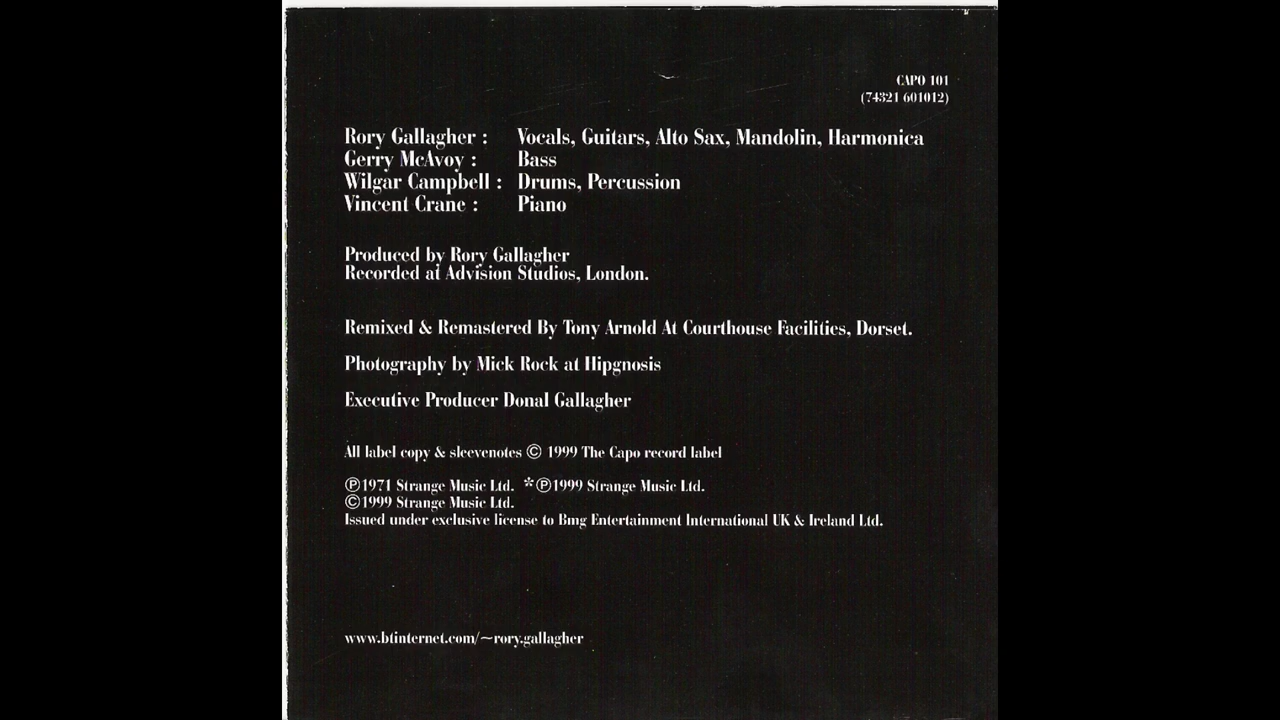 CAPO 101
(74321 601012)
Rory Gallagher : Vocals, Guitars, Alto Sax, Mandolin, Harmonica
Gerry McAvoy : Bass
Wilgar Campbell : Drums, Percussion
Vincent Crane : Piano
Produced by Rory Gallagher
Recorded at Advision Studios, London.
Remixed & Remastered By Tony Arnold At Courthouse Facilities, Dorset.
Photography by Mick Rock at Hipgnosis
Executive Producer Donal Gallagher
All label copy & sleevenotes © 1999 The Capo record label
℗1971 Strange Music Ltd. *℗1999 Strange Music Ltd.
©1999 Strange Music Ltd.
Issued under exclusive license to Bmg Entertainment International UK & Ireland Ltd.
www.btinternet.com/~rory.gallagher